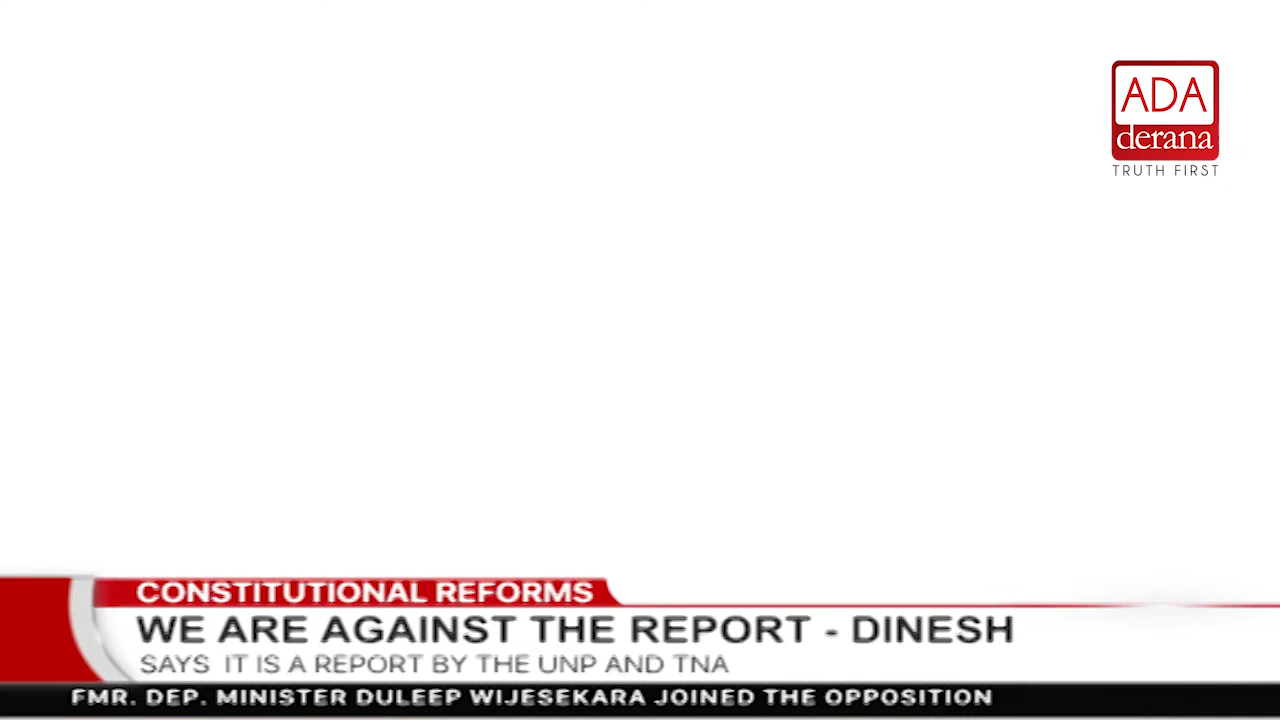 ADA
derana
TRUTH FIRST
CONSTITUTIONAL REFORMS
WE ARE AGAINST THE REPORT - DINESH
SAYS IT IS A REPORT BY THE UNP AND TNA
FMR. DEP. MINISTER DULEEP WIJESEKARA JOINED THE OPPOSITION